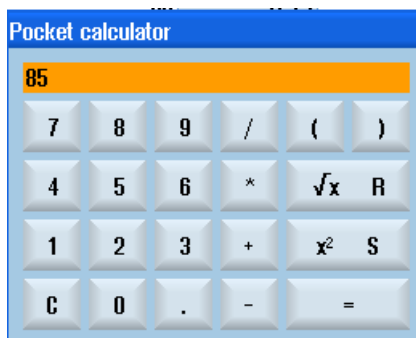 Pocket calculator
85
7 8 9 / ( )
4 5 6 * √x R
1 2 3 + x² S
C 0 . - =